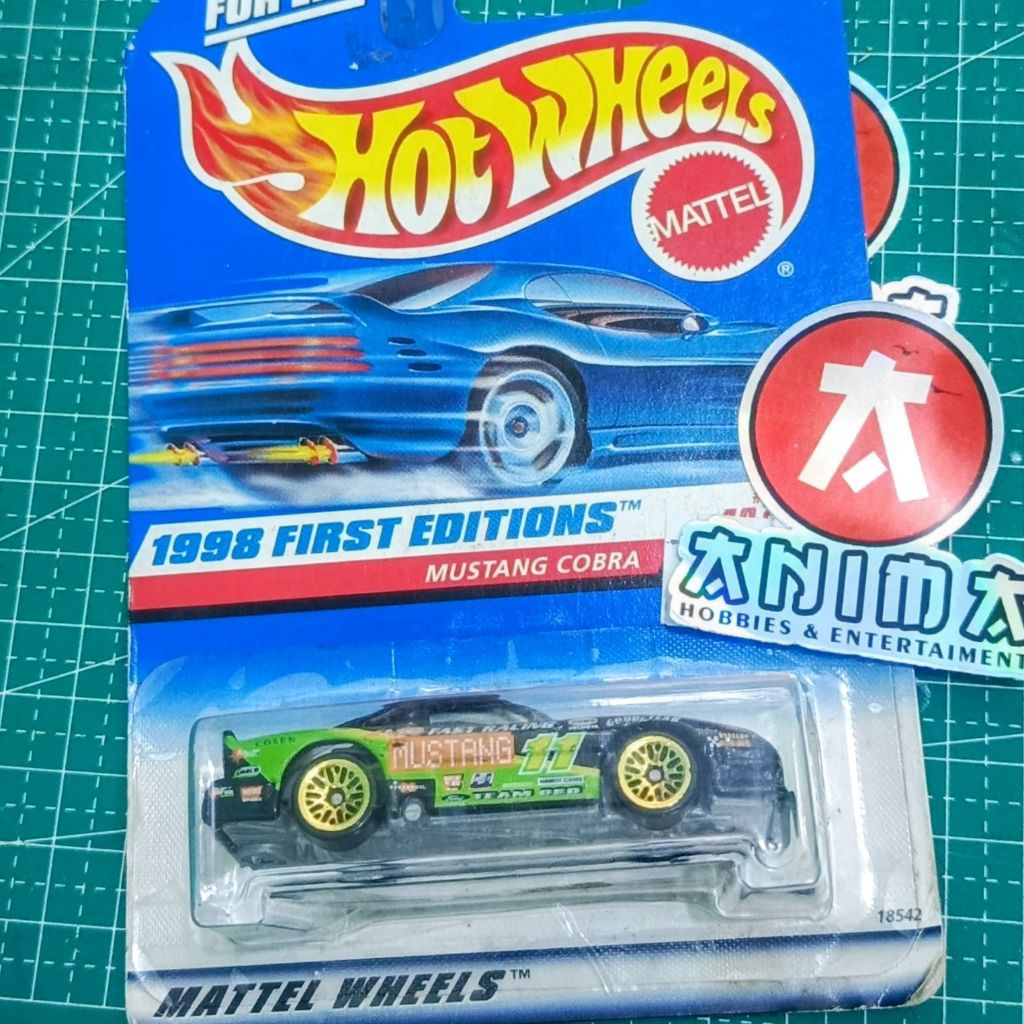 FOR
HOT WHEELS
MATTEL
®
1998 FIRST EDITIONS™
MUSTANG COBRA
ANIMA
HOBBIES & ENTERTAIMENT
COSEN
GOODYEAR
MUSTANG 11
TEAM
18542
MATTEL WHEELS™